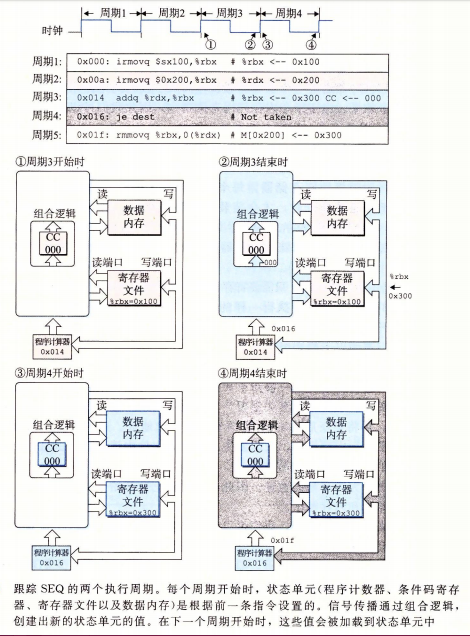 周期1 周期2 周期3 周期4
时钟
① ② ③ ④
周期1: 0x000: irmovq $sx100,%rbx # %rbx <-- 0x100
周期2: 0x00a: irmovq $0x200,%rbx # %rdx <-- 0x200
周期3: 0x014 addq %rdx,%rbx # %rbx <-- 0x300 CC <-- 000
周期4: 0x016: je dest # Not taken
周期5: 0x01f: rmmovq %rbx,0(%rdx) # M[0x200] <-- 0x300
①周期3开始时
组合逻辑
CC
000
读 写
数据
内存
读端口 写端口
寄存器
文件
%rbx=0x100
程序计算器
0x014
②周期3结束时
组合逻辑
CC
000
000
读 写
数据
内存
读端口 写端口
寄存器
文件
%rbx=0x100
%rbx
0x300
0x016
程序计算器
0x014
③周期4开始时
组合逻辑
CC
000
读 写
数据
内存
读端口 写端口
寄存器
文件
%rbx=0x300
程序计算器
0x016
④周期4结束时
组合逻辑
CC
000
读 写
数据
内存
读端口 写端口
寄存器
文件
%rbx=0x300
0x01f
程序计算器
0x016
跟踪 SEQ 的两个执行周期。每个周期开始时，状态单元(程序计数器、条件码寄存
器、寄存器文件以及数据内存)是根据前一条指令设置的。信号传播通过组合逻辑，
创建出新的状态单元的值。在下一个周期开始时，这些值会被加载到状态单元中